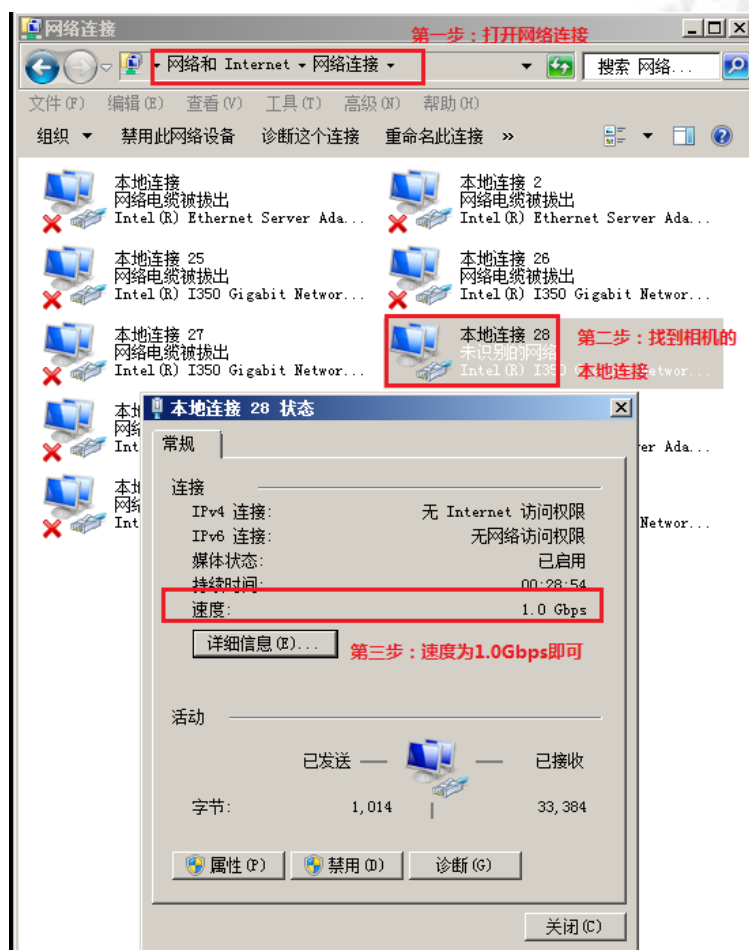 网络连接
第一步：打开网络连接
网络和 Internet 网络连接
搜索 网络...
文件(F) 编辑(E) 查看(V) 工具(T) 高级(N) 帮助(H)
组织 禁用此网络设备 诊断这个连接 重命名此连接 »
本地连接
网络电缆被拔出
Intel(R) Ethernet Server Ada...
本地连接 2
网络电缆被拔出
Intel(R) Ethernet Server Ada...
本地连接 25
网络电缆被拔出
Intel(R) I350 Gigabit Networ...
本地连接 26
网络电缆被拔出
Intel(R) I350 Gigabit Networ...
本地连接 27
网络电缆被拔出
Intel(R) I350 Gigabit Networ...
本地连接 28
未识别的网络
Intel(R) I350 G etwor...
第二步：找到相机的
本地连接
本地连接 28 状态
er Ada...
Int
Networ...
Int
常规
连接
IPv4 连接: 无 Internet 访问权限
IPv6 连接: 无网络访问权限
媒体状态: 已启用
持续时间: 00:28:54
速度: 1.0 Gbps
详细信息(E)...
第三步：速度为1.0Gbps即可
活动
已发送 — — 已接收
字节: 1,014 33,384
属性(P) 禁用(D) 诊断(G)
关闭(C)